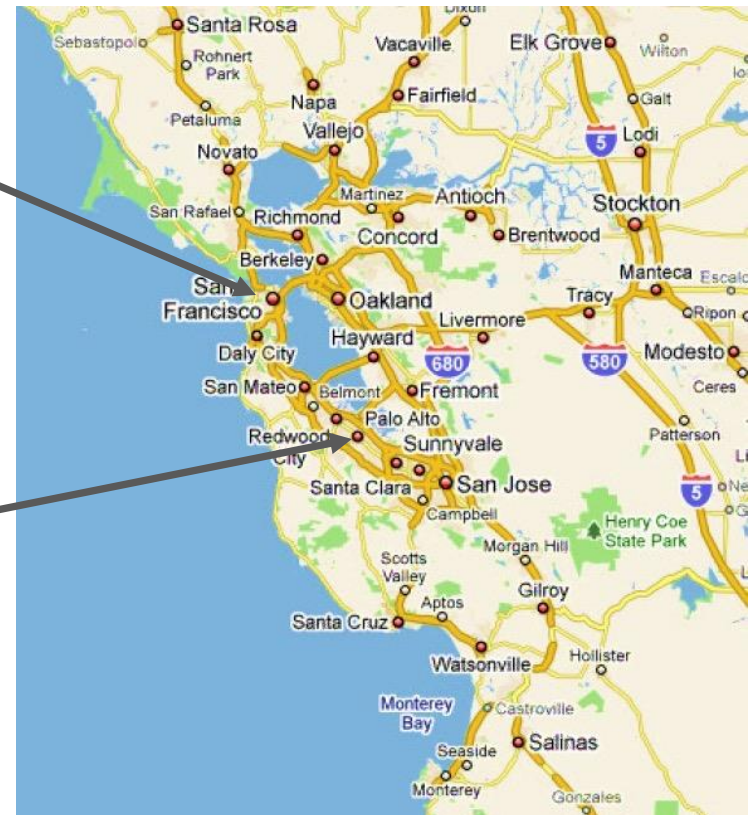 Dixon
Santa Rosa
Sebastopol
Rohnert
Park
Vacaville
Elk Grove
Wilton
Napa
Fairfield
Galt
Petaluma
Vallejo
5
Lodi
Novato
Martinez
Antioch
Stockton
San Rafael
Richmond
Concord
Brentwood
Berkeley
San
Francisco
Oakland
Manteca
Escalo
Tracy
Ripon
Livermore
Hayward
Daly City
680
580
Modesto
San Mateo
Belmont
Fremont
Ceres
Palo Alto
Redwood
City
Sunnyvale
Patterson
Santa Clara
San Jose
5
Campbell
Henry Coe
State Park
Morgan Hill
Scotts
Valley
Gilroy
Aptos
Santa Cruz
Watsonville
Hollister
Monterey
Bay
Castroville
Salinas
Seaside
Monterey
Gonzales